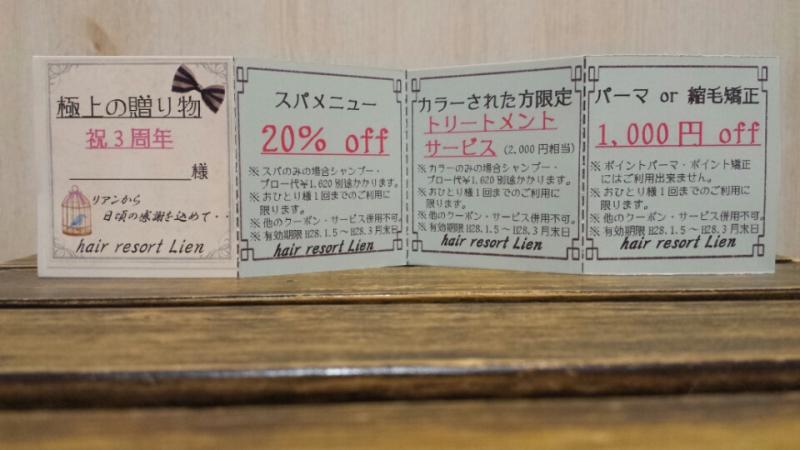 極上の贈り物
祝3周年
様
リアンから
日頃の感謝を込めて・・
hair resort Lien
スパメニュー
20% off
※スパのみの場合シャンプー・
ブロー代¥1,620別途かかります。
※おひとり様1回までのご利用に
限ります。
※他のクーポン・サービス併用不可。
※有効期限H28.1.5～H28.3月末日
hair resort Lien
カラーされた方限定
トリートメント
サービス (2,000円相当)
※カラーのみの場合シャンプー・
ブロー代¥1,620別途かかります。
※おひとり様1回までのご利用に
限ります。
※他のクーポン・サービス併用不可。
※有効期限H28.1.5～H28.3月末日
hair resort Lien
パーマ or 縮毛矯正
1,000円 off
※ポイントパーマ・ポイント矯正
にはご利用出来ません。
※おひとり様1回までのご利用に
限ります。
※他のクーポン・サービス併用不可。
※有効期限H28.1.5～H28.3月末日
hair resort Lien